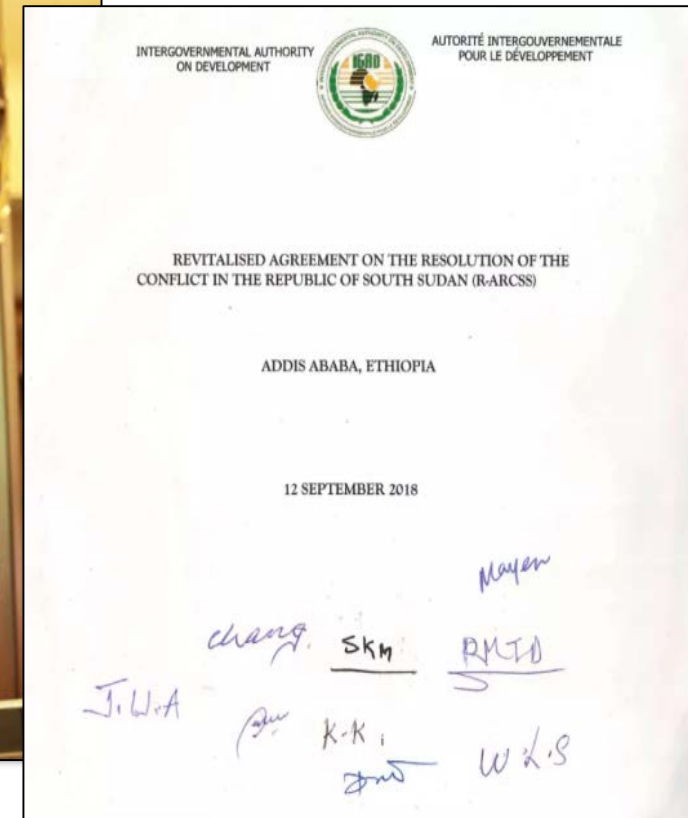 INTERGOVERNMENTAL AUTHORITY
ON DEVELOPMENT
IGAD
AUTORITÉ INTERGOUVERNEMENTALE
POUR LE DÉVELOPPEMENT
REVITALISED AGREEMENT ON THE RESOLUTION OF THE
CONFLICT IN THE REPUBLIC OF SOUTH SUDAN (R-ARCSS)
ADDIS ABABA, ETHIOPIA
12 SEPTEMBER 2018
Mayen
chang. SKM RMTD
J.W.A
K.K.
W.L.S